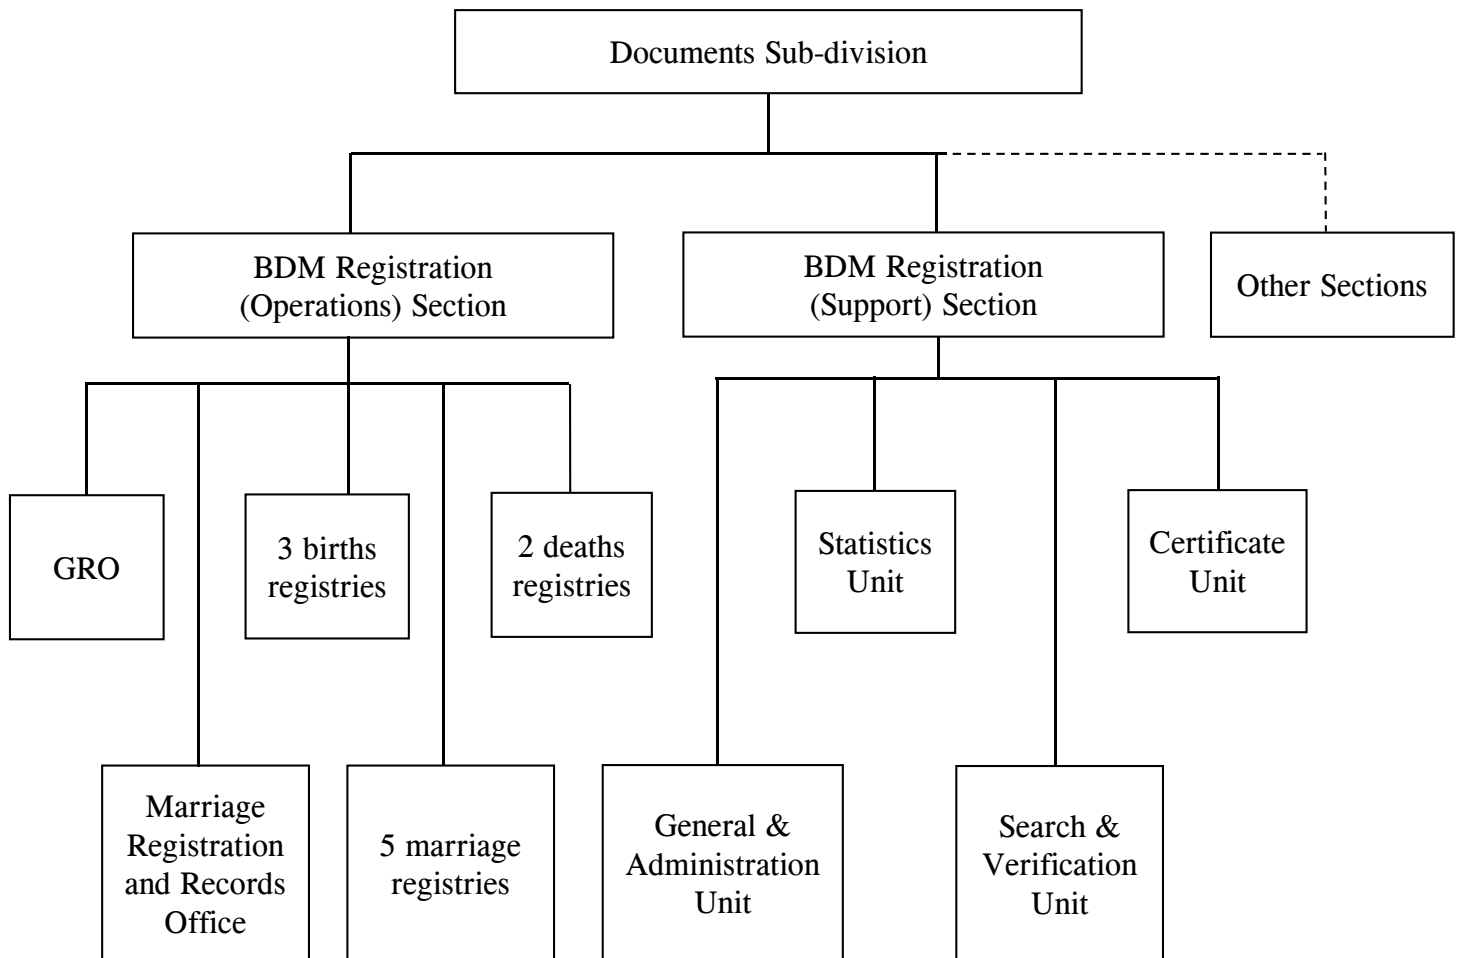 Documents Sub-division
BDM Registration
(Operations) Section
BDM Registration
(Support) Section
Other Sections
GRO
3 births
registries
2 deaths
registries
Statistics
Unit
Certificate
Unit
Marriage
Registration
and Records
Office
5 marriage
registries
General &
Administration
Unit
Search &
Verification
Unit